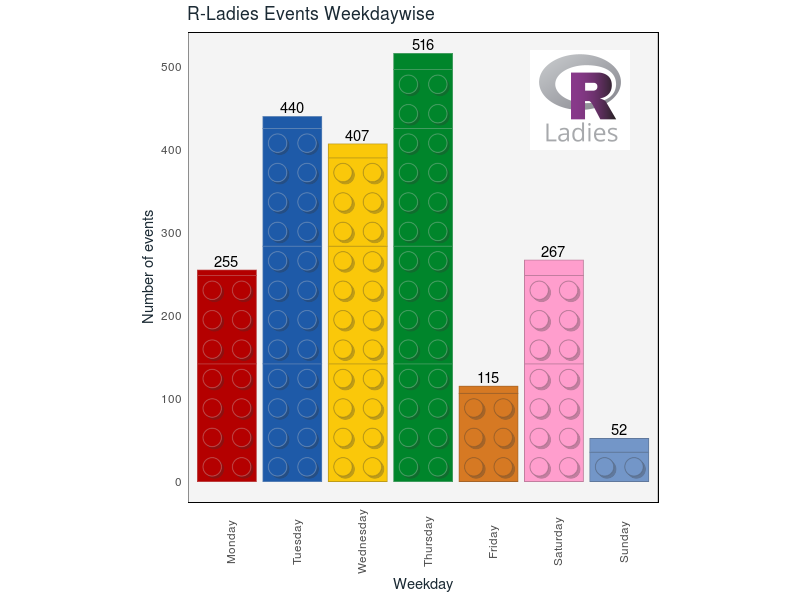 R-Ladies Events Weekdaywise
516
500
R
Ladies
440
407
400
300
267
255
Number of events
200
115
100
52
0
Monday
Tuesday
Wednesday
Thursday
Friday
Saturday
Sunday
Weekday